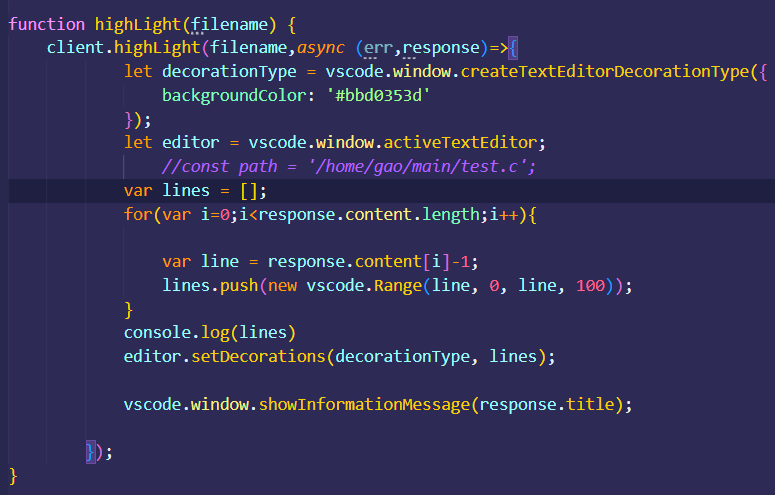 function highLight(filename) {
    client.highLight(filename,async (err,response)=>{
            let decorationType = vscode.window.createTextEditorDecorationType({
                backgroundColor: '#bbd0353d'
            });
            let editor = vscode.window.activeTextEditor;
                //const path = '/home/gao/main/test.c';
            var lines = [];
            for(var i=0;i<response.content.length;i++){
                var line = response.content[i]-1;
                lines.push(new vscode.Range(line, 0, line, 100));
            }
            console.log(lines)
            editor.setDecorations(decorationType, lines);
            vscode.window.showInformationMessage(response.title);
        });
}